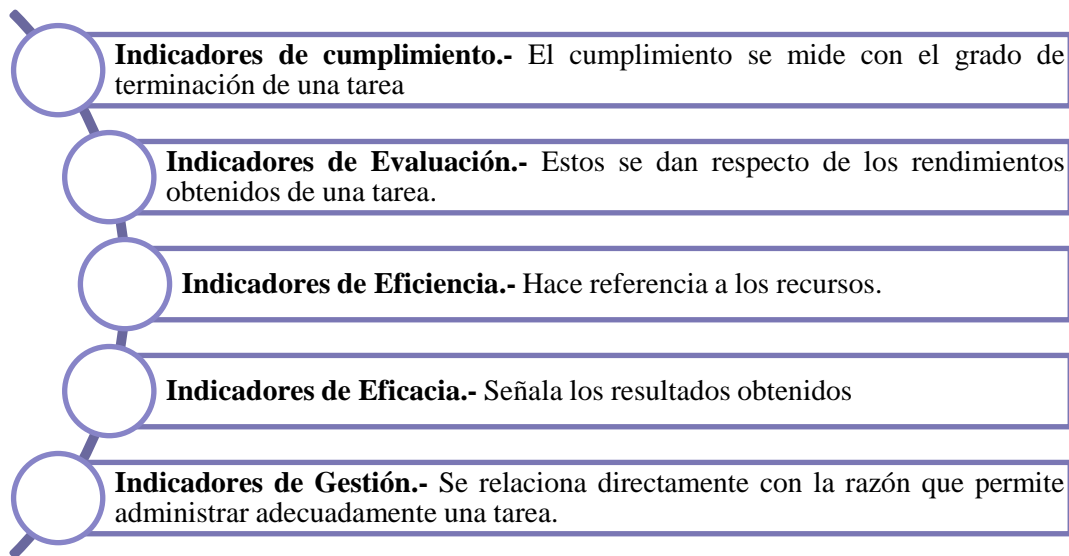 Indicadores de cumplimiento.- El cumplimiento se mide con el grado de
terminación de una tarea
Indicadores de Evaluación.- Estos se dan respecto de los rendimientos
obtenidos de una tarea.
Indicadores de Eficiencia.- Hace referencia a los recursos.
Indicadores de Eficacia.- Señala los resultados obtenidos
Indicadores de Gestión.- Se relaciona directamente con la razón que permite
administrar adecuadamente una tarea.